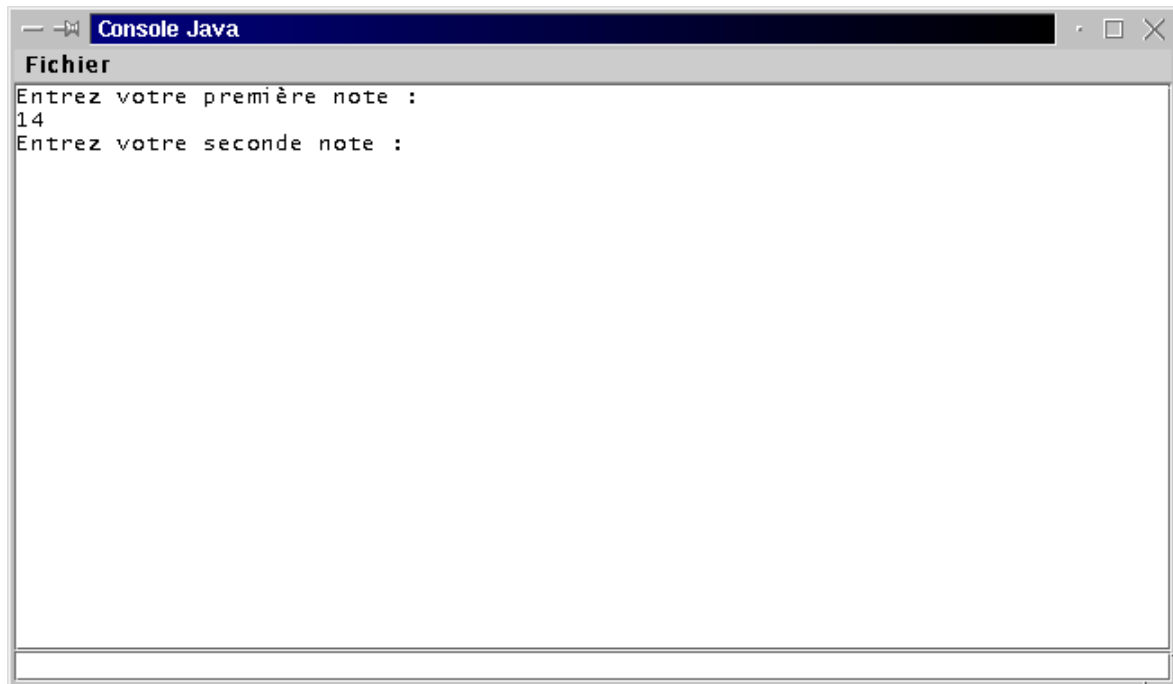 Console Java
Fichier
Entrez votre première note :
14
Entrez votre seconde note :